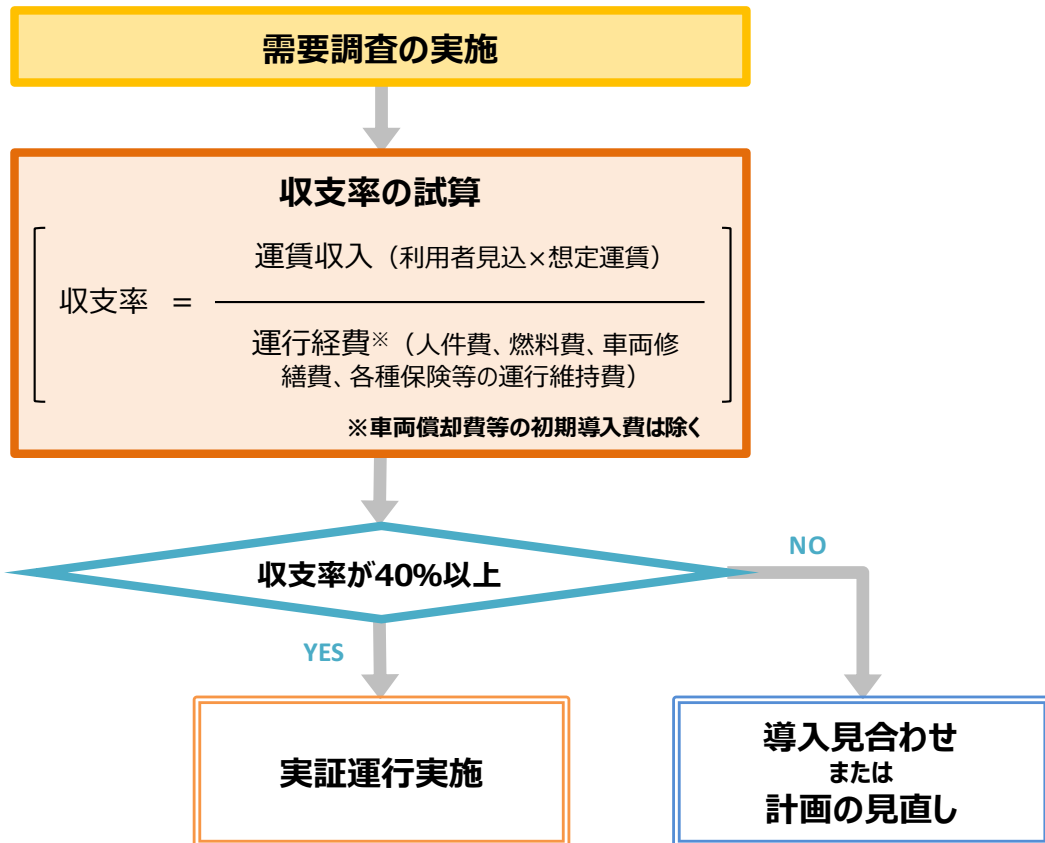 需要調査の実施
収支率の試算
運賃収入（利用者見込×想定運賃）
収支率 =
運行経費※（人件費、燃料費、車両修
繕費、各種保険等の運行維持費）
※車両償却費等の初期導入費は除く
収支率が40%以上
NO
YES
実証運行実施
導入見合わせ
または
計画の見直し